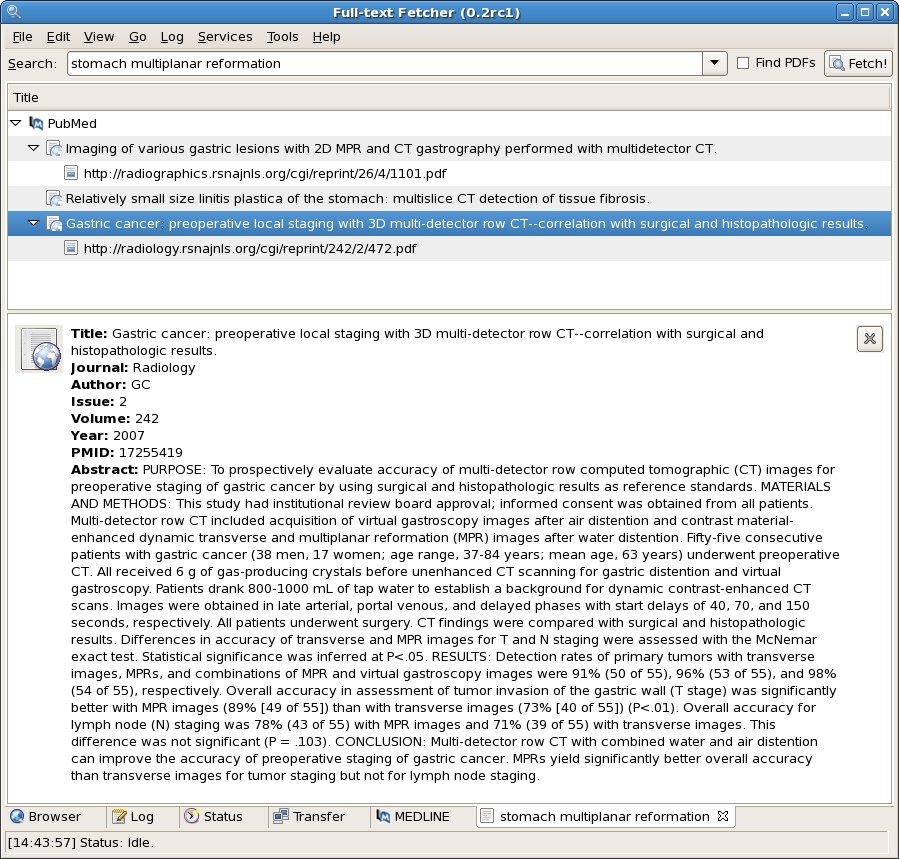 Full-text Fetcher (0.2rc1)
File Edit View Go Log Services Tools Help
Search: stomach multiplanar reformation Find PDFs Fetch!
Title
PubMed
Imaging of various gastric lesions with 2D MPR and CT gastrography performed with multidetector CT.
http://radiographics.rsnajnls.org/cgi/reprint/26/4/1101.pdf
Relatively small size linitis plastica of the stomach: multislice CT detection of tissue fibrosis.
Gastric cancer: preoperative local staging with 3D multi-detector row CT--correlation with surgical and histopathologic results.
http://radiology.rsnajnls.org/cgi/reprint/242/2/472.pdf
Title: Gastric cancer: preoperative local staging with 3D multi-detector row CT--correlation with surgical and
histopathologic results.
Journal: Radiology
Author: GC
Issue: 2
Volume: 242
Year: 2007
PMID: 17255419
Abstract: PURPOSE: To prospectively evaluate accuracy of multi-detector row computed tomographic (CT) images for
preoperative staging of gastric cancer by using surgical and histopathologic results as reference standards. MATERIALS
AND METHODS: This study had institutional review board approval; informed consent was obtained from all patients.
Multi-detector row CT included acquisition of virtual gastroscopy images after air distention and contrast material-
enhanced dynamic transverse and multiplanar reformation (MPR) images after water distention. Fifty-five consecutive
patients with gastric cancer (38 men, 17 women; age range, 37-84 years; mean age, 63 years) underwent preoperative
CT. All received 6 g of gas-producing crystals before unenhanced CT scanning for gastric distention and virtual
gastroscopy. Patients drank 800-1000 mL of tap water to establish a background for dynamic contrast-enhanced CT
scans. Images were obtained in late arterial, portal venous, and delayed phases with start delays of 40, 70, and 150
seconds, respectively. All patients underwent surgery. CT findings were compared with surgical and histopathologic
results. Differences in accuracy of transverse and MPR images for T and N staging were assessed with the McNemar
exact test. Statistical significance was inferred at P<.05. RESULTS: Detection rates of primary tumors with transverse
images, MPRs, and combinations of MPR and virtual gastroscopy images were 91% (50 of 55), 96% (53 of 55), and 98%
(54 of 55), respectively. Overall accuracy in assessment of tumor invasion of the gastric wall (T stage) was significantly
better with MPR images (89% [49 of 55]) than with transverse images (73% [40 of 55]) (P<.01). Overall accuracy for
lymph node (N) staging was 78% (43 of 55) with MPR images and 71% (39 of 55) with transverse images. This
difference was not significant (P = .103). CONCLUSION: Multi-detector row CT with combined water and air distention
can improve the accuracy of preoperative staging of gastric cancer. MPRs yield significantly better overall accuracy
than transverse images for tumor staging but not for lymph node staging.
Browser Log Status Transfer MEDLINE stomach multiplanar reformation
[14:43:57] Status: Idle.